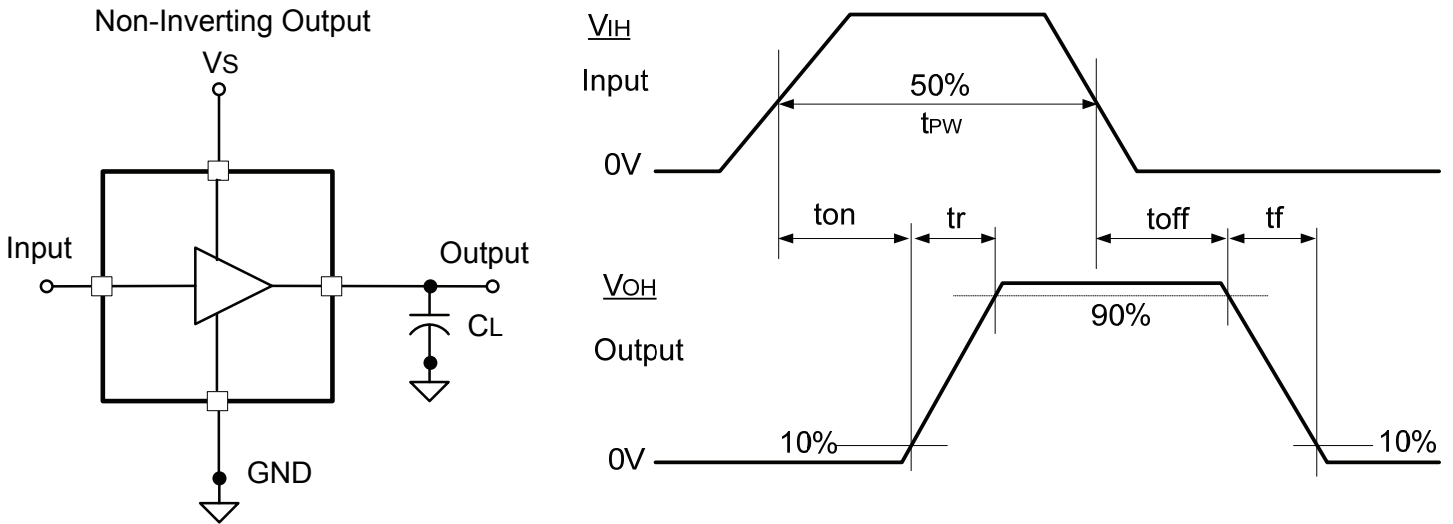 Non-Inverting Output
VS
Input
Output
CL
GND
VIH
Input
50%
tPW
0V
ton
tr
toff
tf
VOH
90%
Output
10%
10%
0V